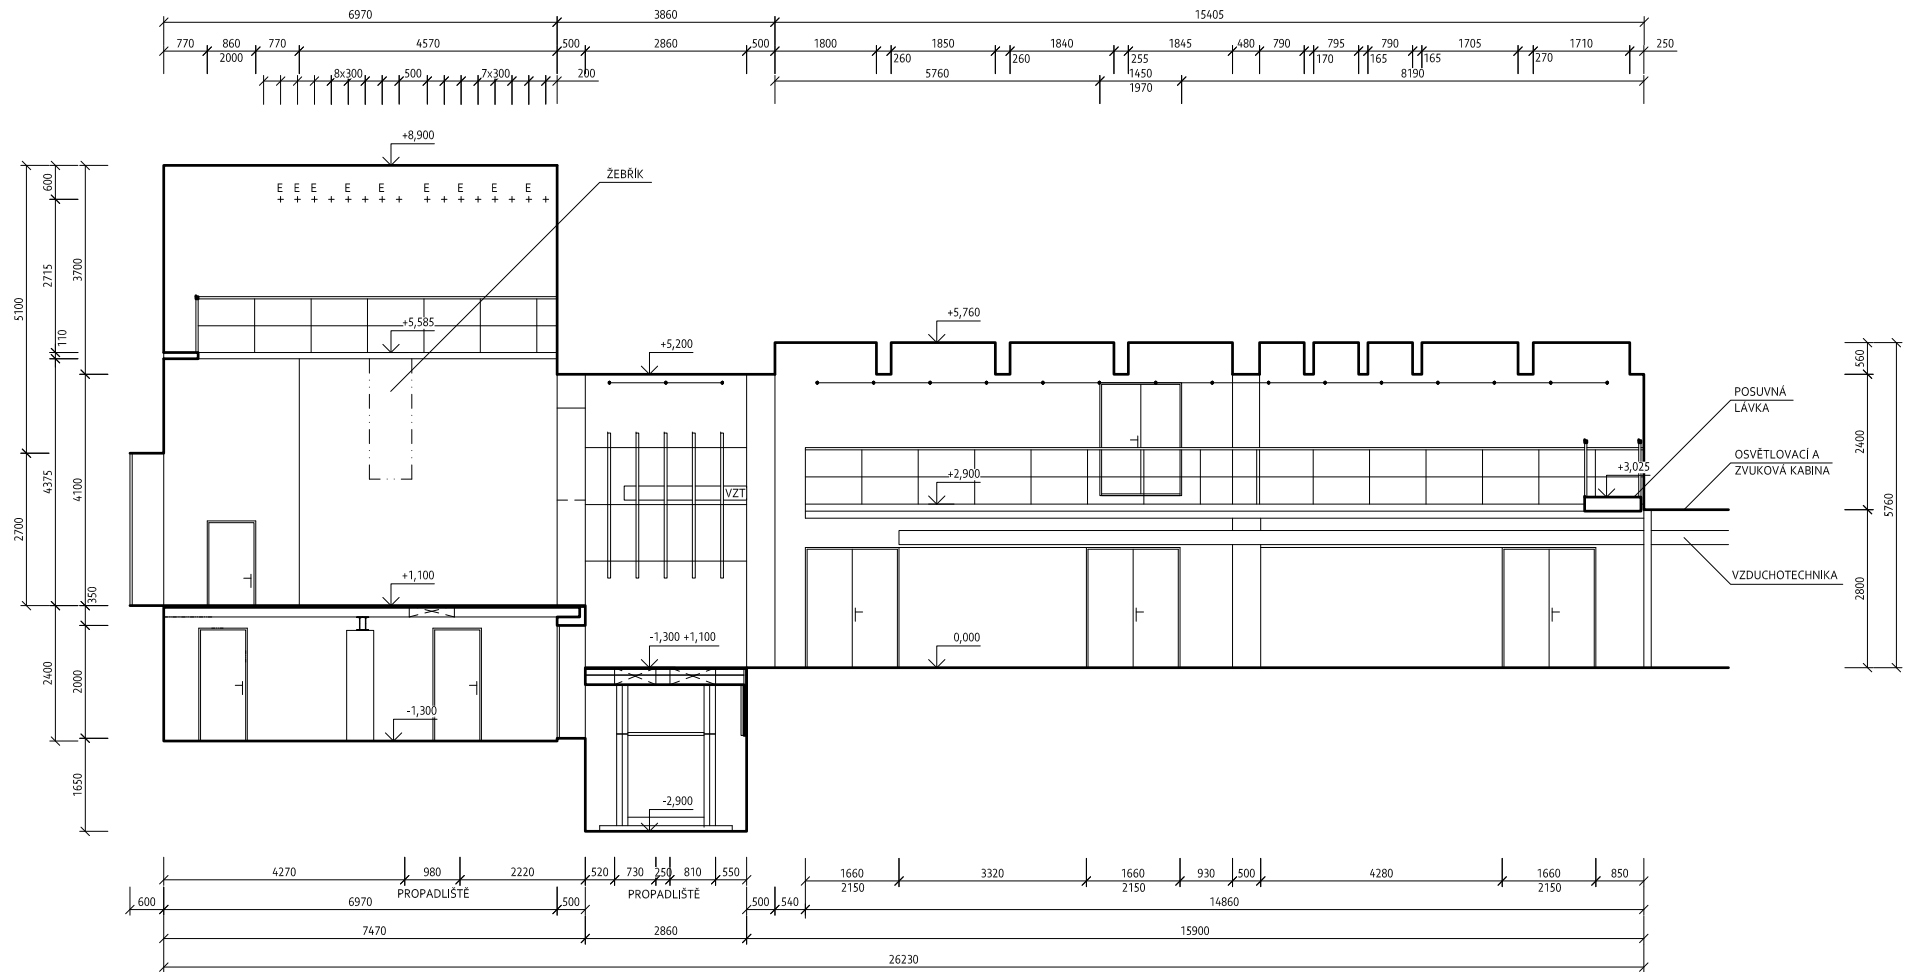 6970 3860 15405
770 860 770 4570 500 2860 500 1800 1850 1840 1845 480 790 795 790 1705 1710 250
2000 260 260 255 170 165 165 270
8x300 500 7x300 200 5760 1450 8190
1970
+8,900
ŽEBŘÍK
E E E E E E E E E
600
2715
3700
5100
110
+5,585
+5,760
+5,200
560
POSUVNÁ
LÁVKA
2400
5760
OSVĚTLOVACÍ A
ZVUKOVÁ KABINA
+3,025
+2,900
VZT
4375
4100
2700
350
+1,100
VZDUCHOTECHNIKA
2800
-1,300 +1,100
0,000
2400
2000
-1,300
1650
-2,900
4270 980 2220 520 730 250 810 550 1660 3320 1660 930 500 4280 1660 850
2150 2150 2150
PROPADLIŠTĚ PROPADLIŠTĚ
600 6970 500 500 540 14860
7470 2860 15900
26230